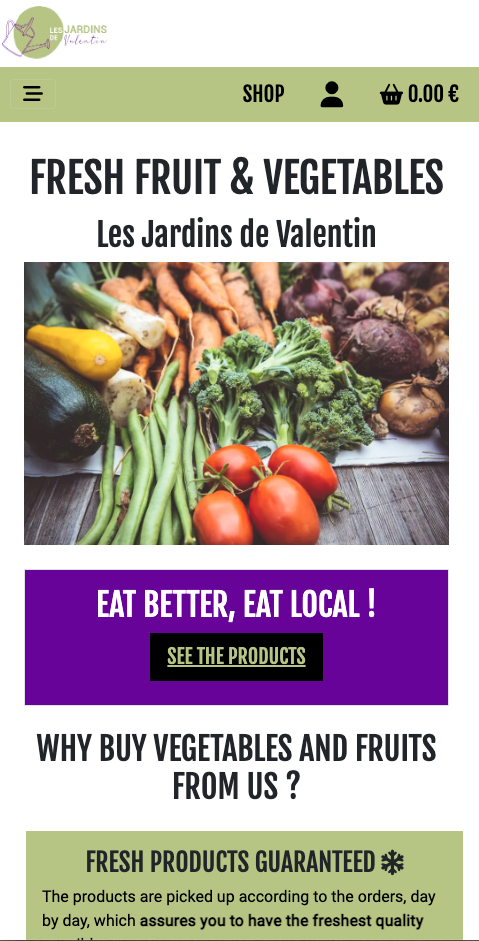 LES JARDINS
DE Valentin
SHOP
0.00 €
FRESH FRUIT & VEGETABLES
Les Jardins de Valentin
EAT BETTER, EAT LOCAL !
SEE THE PRODUCTS
WHY BUY VEGETABLES AND FRUITS
FROM US ?
FRESH PRODUCTS GUARANTEED
The products are picked up according to the orders, day
by day, which assures you to have the freshest quality